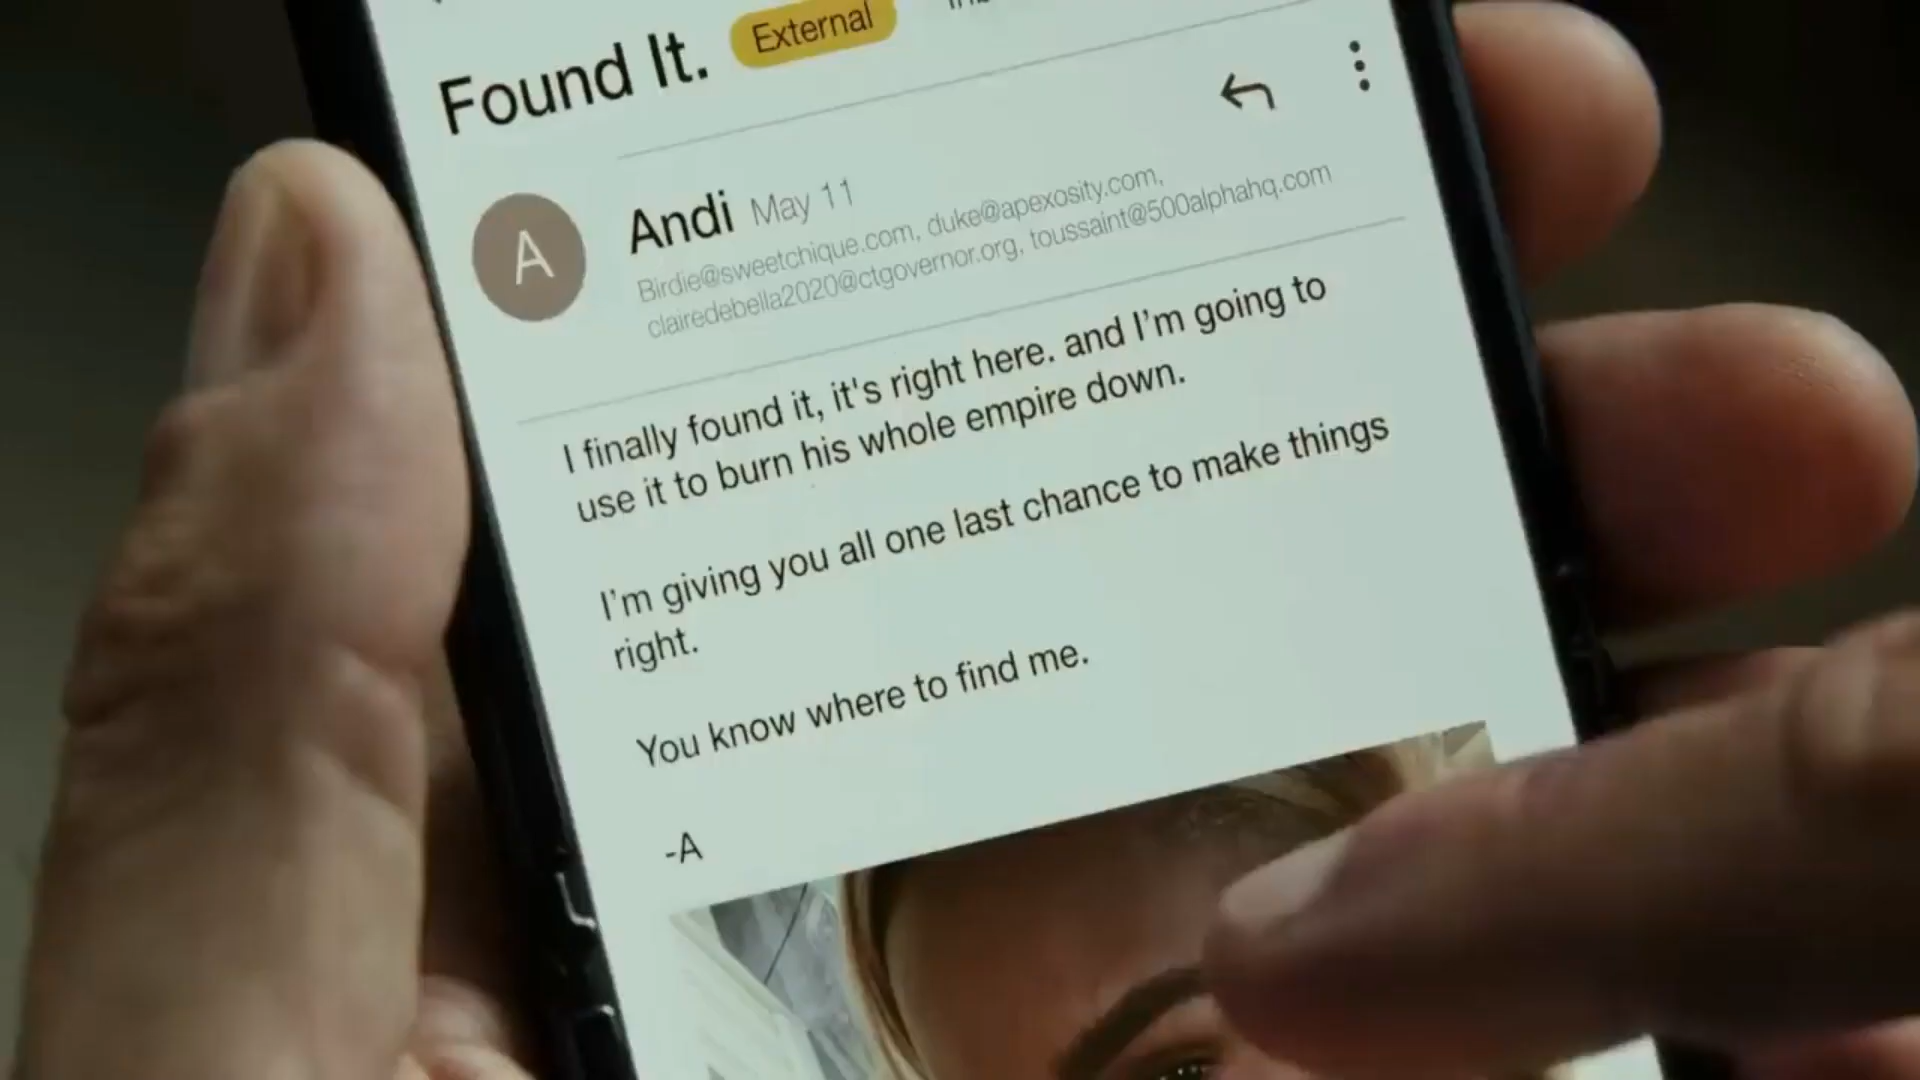 Found It. External
Andi May 11
Birdie@sweetchique.com, duke@apexosity.com,
clairedebella2020@ctgovernor.org, toussaint@500alphahq.com
A
I finally found it, it's right here. and I'm going to
use it to burn his whole empire down.
I'm giving you all one last chance to make things
right.
You know where to find me.
-A